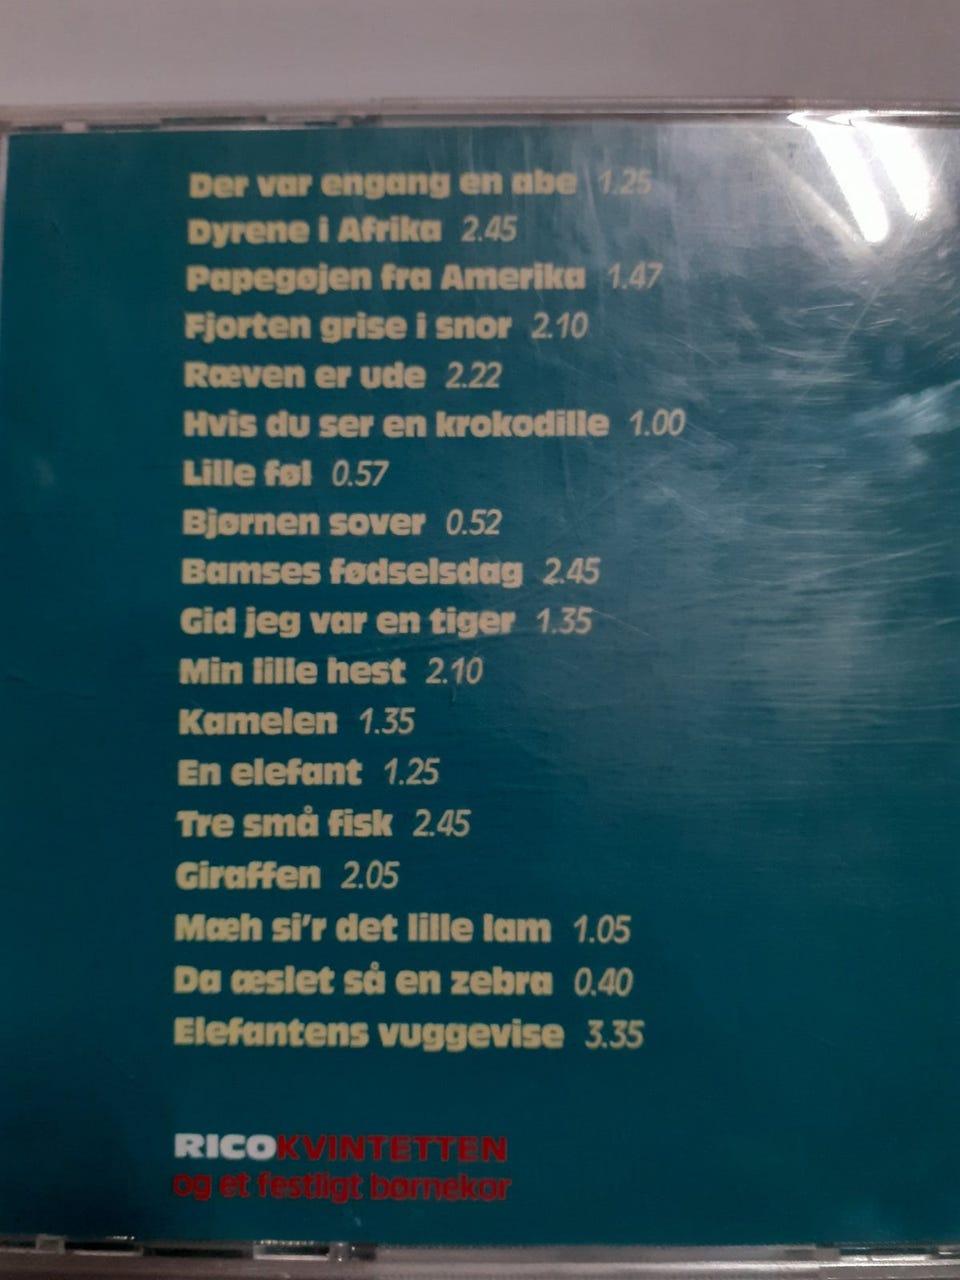 Der var engang en abe 1.25
Dyrene i Afrika 2.45
Papegøjen fra Amerika 1.47
Fjorten grise i snor 2.10
Ræven er ude 2.22
Hvis du ser en krokodille 1.00
Lille føl 0.57
Bjørnen sover 0.52
Bamses fødselsdag 2.45
Gid jeg var en tiger 1.35
Min lille hest 2.10
Kamelen 1.35
En elefant 1.25
Tre små fisk 2.45
Giraffen 2.05
Mæh si'r det lille lam 1.05
Da æslet så en zebra 0.40
Elefantens vuggevise 3.35
RICOKVINTETTEN
og et festligt børnekor